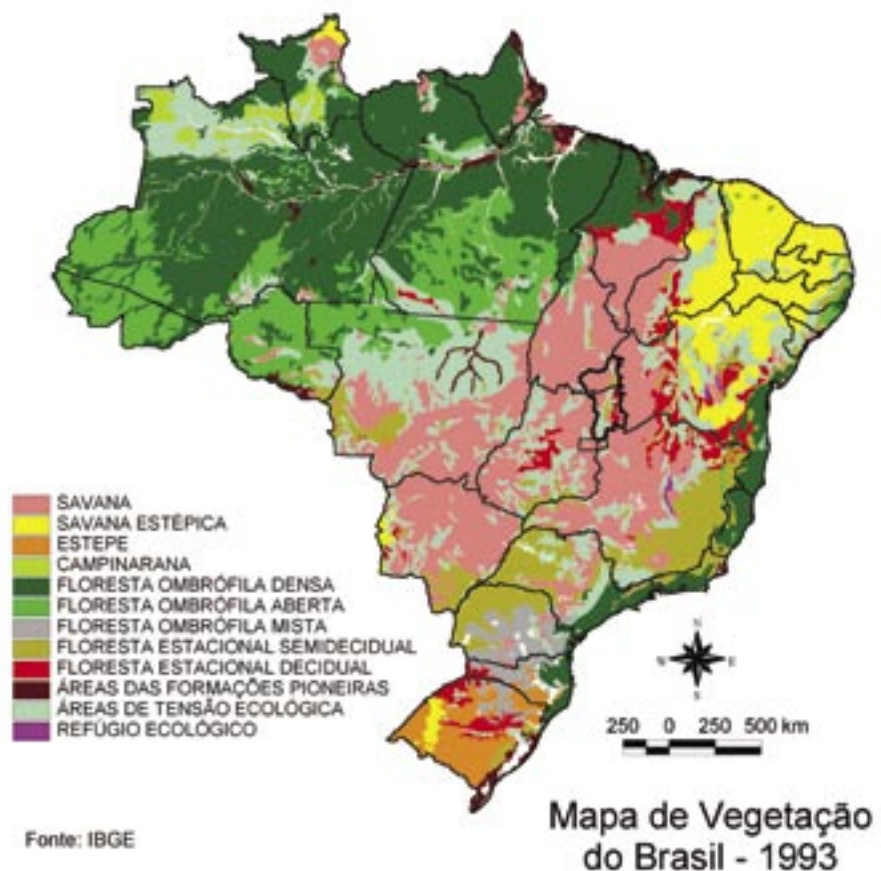 SAVANA
SAVANA ESTÉPICA
ESTEPE
CAMPINARANA
FLORESTA OMBRÓFILA DENSA
FLORESTA OMBRÓFILA ABERTA
FLORESTA OMBRÓFILA MISTA
FLORESTA ESTACIONAL SEMIDECIDUAL
FLORESTA ESTACIONAL DECIDUAL
ÁREAS DAS FORMAÇÕES PIONEIRAS
ÁREAS DE TENSÃO ECOLÓGICA
REFÚGIO ECOLÓGICO
N
E
S
250 0 250 500 km
Fonte: IBGE
Mapa de Vegetação
do Brasil - 1993